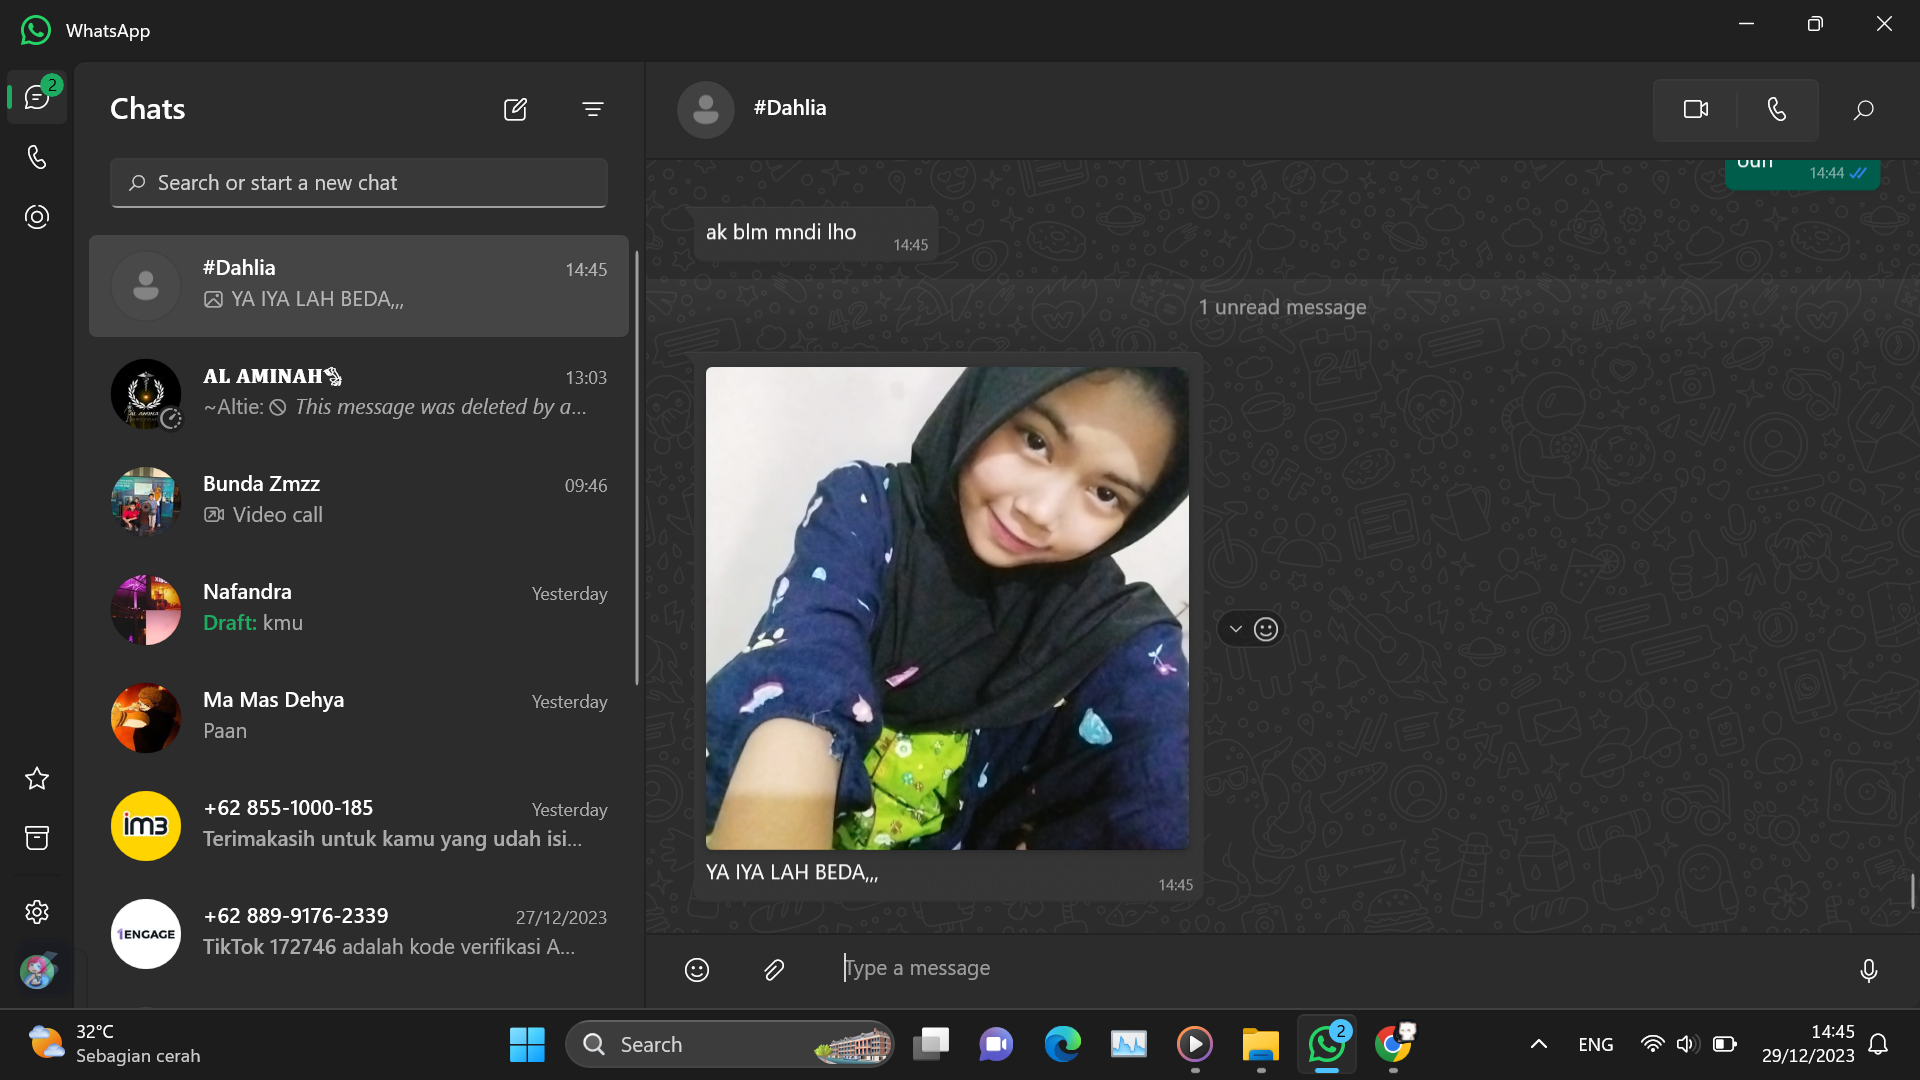 WhatsApp
2
Chats
Search or start a new chat
#Dahlia
14:45
YA IYA LAH BEDA,,,
AL AMINAH
13:03
~Altie: This message was deleted by a...
Bunda Zmzz
09:46
Video call
Nafandra
Yesterday
Draft: kmu
Ma Mas Dehya
Yesterday
Paan
im3
+62 855-1000-185
Yesterday
Terimakasih untuk kamu yang udah isi...
1ENGAGE
+62 889-9176-2339
27/12/2023
TikTok 172746 adalah kode verifikasi A...
#Dahlia
14:44
ak blm mndi lho
14:45
1 unread message
YA IYA LAH BEDA,,,
14:45
Type a message
32°C
Sebagian cerah
Search
2
ENG
14:45
29/12/2023